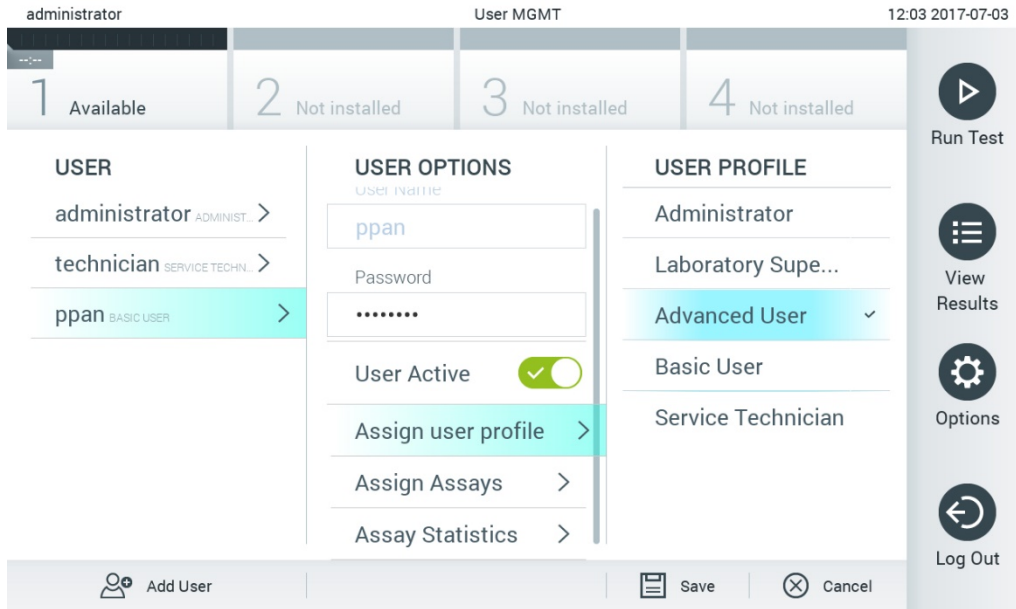 administrator User MGMT 12:03 2017-07-03
--:--
1 Available 2 Not installed 3 Not installed 4 Not installed
Run Test
USER
administrator ADMINIST...
technician SERVICE TECHN...
ppan BASIC USER
USER OPTIONS
User Name
ppan
Password
••••••••
User Active
Assign user profile
Assign Assays
Assay Statistics
USER PROFILE
Administrator
Laboratory Supe...
Advanced User
Basic User
Service Technician
View
Results
Options
Log Out
Add User Save Cancel